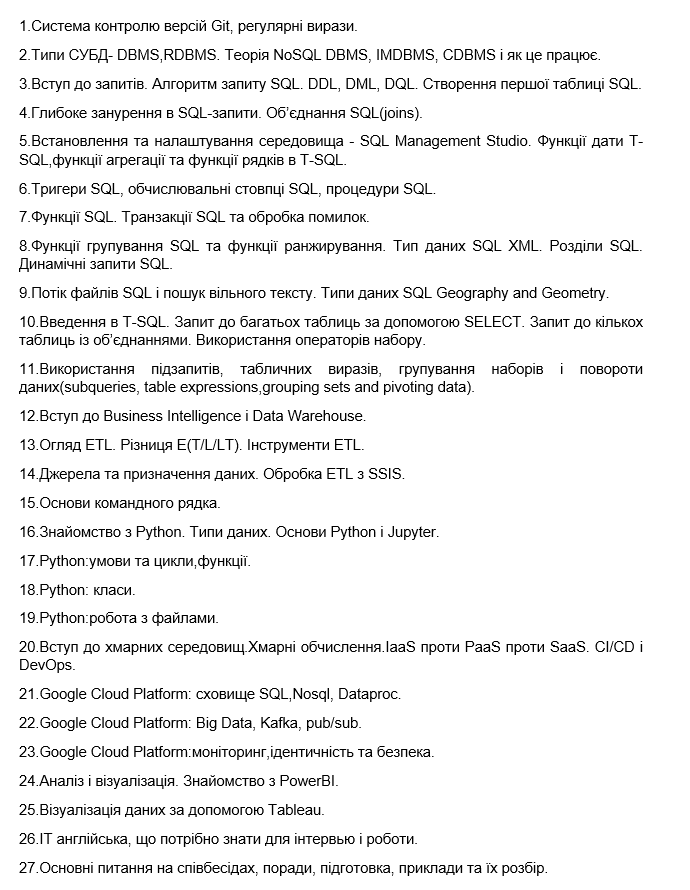 1.Система контролю версій Git, регулярні вирази.
2.Типи СУБД- DBMS,RDBMS. Теорія NoSQL DBMS, IMDBMS, CDBMS і як це працює.
3.Вступ до запитів. Алгоритм запиту SQL. DDL, DML, DQL. Створення першої таблиці SQL.
4.Глибоке занурення в SQL-запити. Об’єднання SQL(joins).
5.Встановлення та налаштування середовища - SQL Management Studio. Функції дати T-
SQL,функції агрегації та функції рядків в T-SQL.
6.Тригери SQL, обчислювальні стовпці SQL, процедури SQL.
7.Функції SQL. Транзакції SQL та обробка помилок.
8.Функції групування SQL та функції ранжирування. Тип даних SQL XML. Розділи SQL.
Динамічні запити SQL.
9.Потік файлів SQL і пошук вільного тексту. Типи даних SQL Geography and Geometry.
10.Введення в T-SQL. Запит до багатьох таблиць за допомогою SELECT. Запит до кількох
таблиць із об’єднаннями. Використання операторів набору.
11.Використання підзапитів, табличних виразів, групування наборів і повороти
даних(subqueries, table expressions,grouping sets and pivoting data).
12.Вступ до Business Intelligence і Data Warehouse.
13.Огляд ETL. Різниця E(T/L/LT). Інструменти ETL.
14.Джерела та призначення даних. Обробка ETL з SSIS.
15.Основи командного рядка.
16.Знайомство з Python. Типи даних. Основи Python і Jupyter.
17.Python:умови та цикли,функції.
18.Python: класи.
19.Python:робота з файлами.
20.Вступ до хмарних середовищ.Хмарні обчислення.IaaS проти PaaS проти SaaS. CI/CD і
DevOps.
21.Google Cloud Platform: сховище SQL,Nosql, Dataproc.
22.Google Cloud Platform: Big Data, Kafka, pub/sub.
23.Google Cloud Platform:моніторинг,ідентичність та безпека.
24.Аналіз і візуалізація. Знайомство з PowerBI.
25.Візуалізація даних за допомогою Tableau.
26.IT англійська, що потрібно знати для інтервью і роботи.
27.Основні питання на співбесідах, поради, підготовка, приклади та їх розбір.